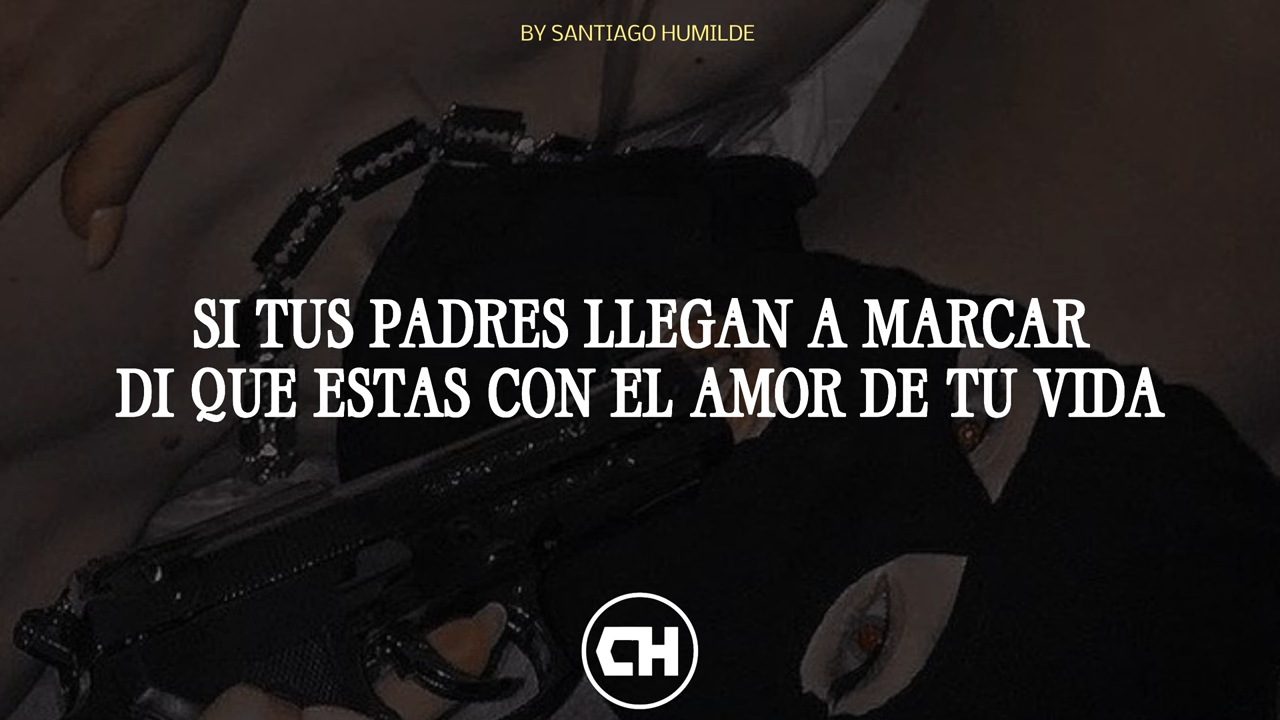 BY SANTIAGO HUMILDE
SI TUS PADRES LLEGAN A MARCAR
DI QUE ESTAS CON EL AMOR DE TU VIDA
CH